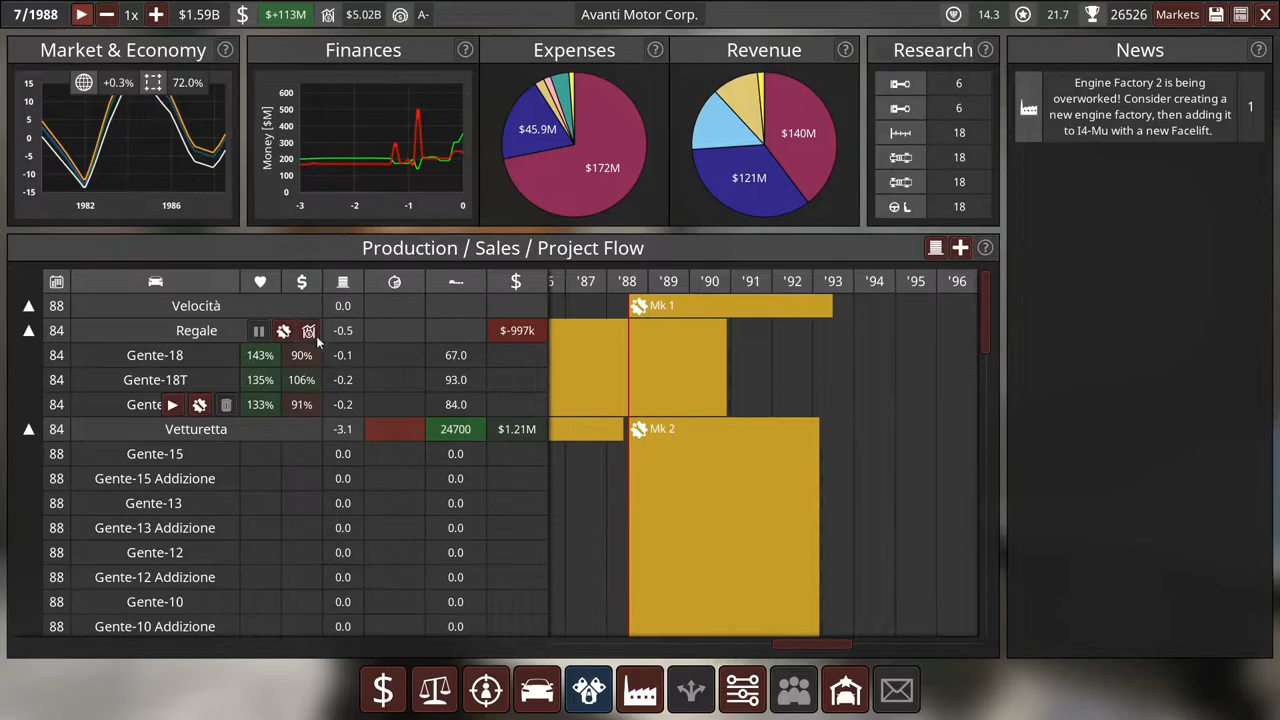 7/1988 1x $1.59B $ +$113M $5.02B A- Avanti Motor Corp. 14.3 21.7 26526 Markets
Market & Economy ?
+0.3% 72.0%
15
10
5
0
-5
-10
-15
1982 1986
Finances ?
Money [$M]
600
500
400
300
200
100
0
-3 -2 -1 0
Expenses ?
$45.9M
$172M
Revenue ?
$140M
$121M
Research ?
6
6
18
18
18
18
News ?
Engine Factory 2 is being
overworked! Consider creating a
new engine factory, then adding it
to I4-Mu with a new Facelift.
1
Production / Sales / Project Flow ?
$ $ '87 '88 '89 '90 '92 '93 '94 '95 '96
88 Velocità 0.0 Mk 1
84 Regale -0.5 $-997k
84 Gente-18 143% 90% -0.1 67.0
84 Gente-18T 135% 106% -0.2 93.0
84 Gente 133% 91% -0.2 84.0
84 Vetturetta -3.1 24700 $1.21M Mk 2
88 Gente-15 0.0 0.0
88 Gente-15 Addizione 0.0 0.0
88 Gente-13 0.0 0.0
88 Gente-13 Addizione 0.0 0.0
88 Gente-12 0.0 0.0
88 Gente-12 Addizione 0.0 0.0
88 Gente-10 0.0 0.0
88 Gente-10 Addizione 0.0 0.0
$